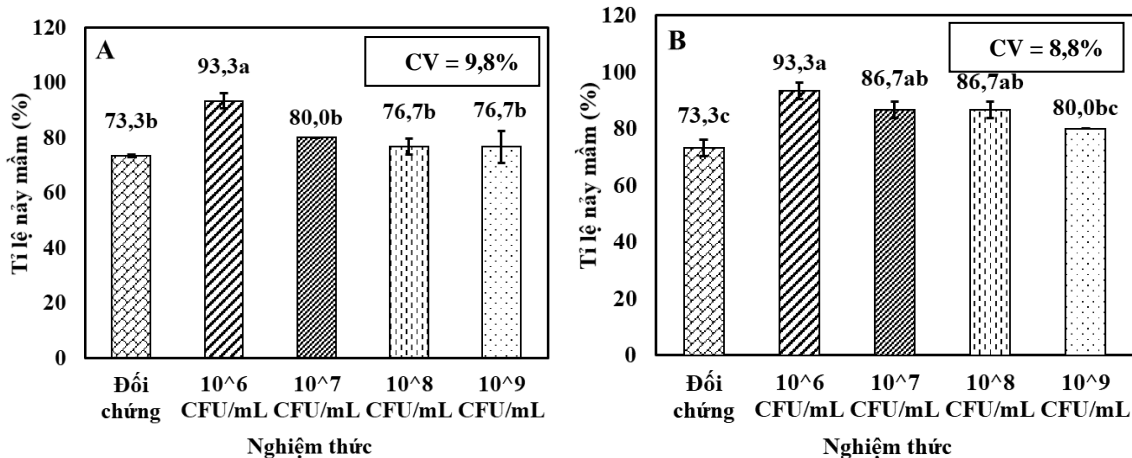 A
CV = 9,8%
Tỉ lệ nảy mầm (%)
120
100
80
60
40
20
0
73,3b
93,3a
80,0b
76,7b
76,7b
Đối chứng
10^6 CFU/mL
10^7 CFU/mL
10^8 CFU/mL
10^9 CFU/mL
Nghiệm thức
B
CV = 8,8%
Tỉ lệ nảy mầm (%)
120
100
80
60
40
20
0
73,3c
93,3a
86,7ab
86,7ab
80,0bc
Đối chứng
10^6 CFU/mL
10^7 CFU/mL
10^8 CFU/mL
10^9 CFU/mL
Nghiệm thức